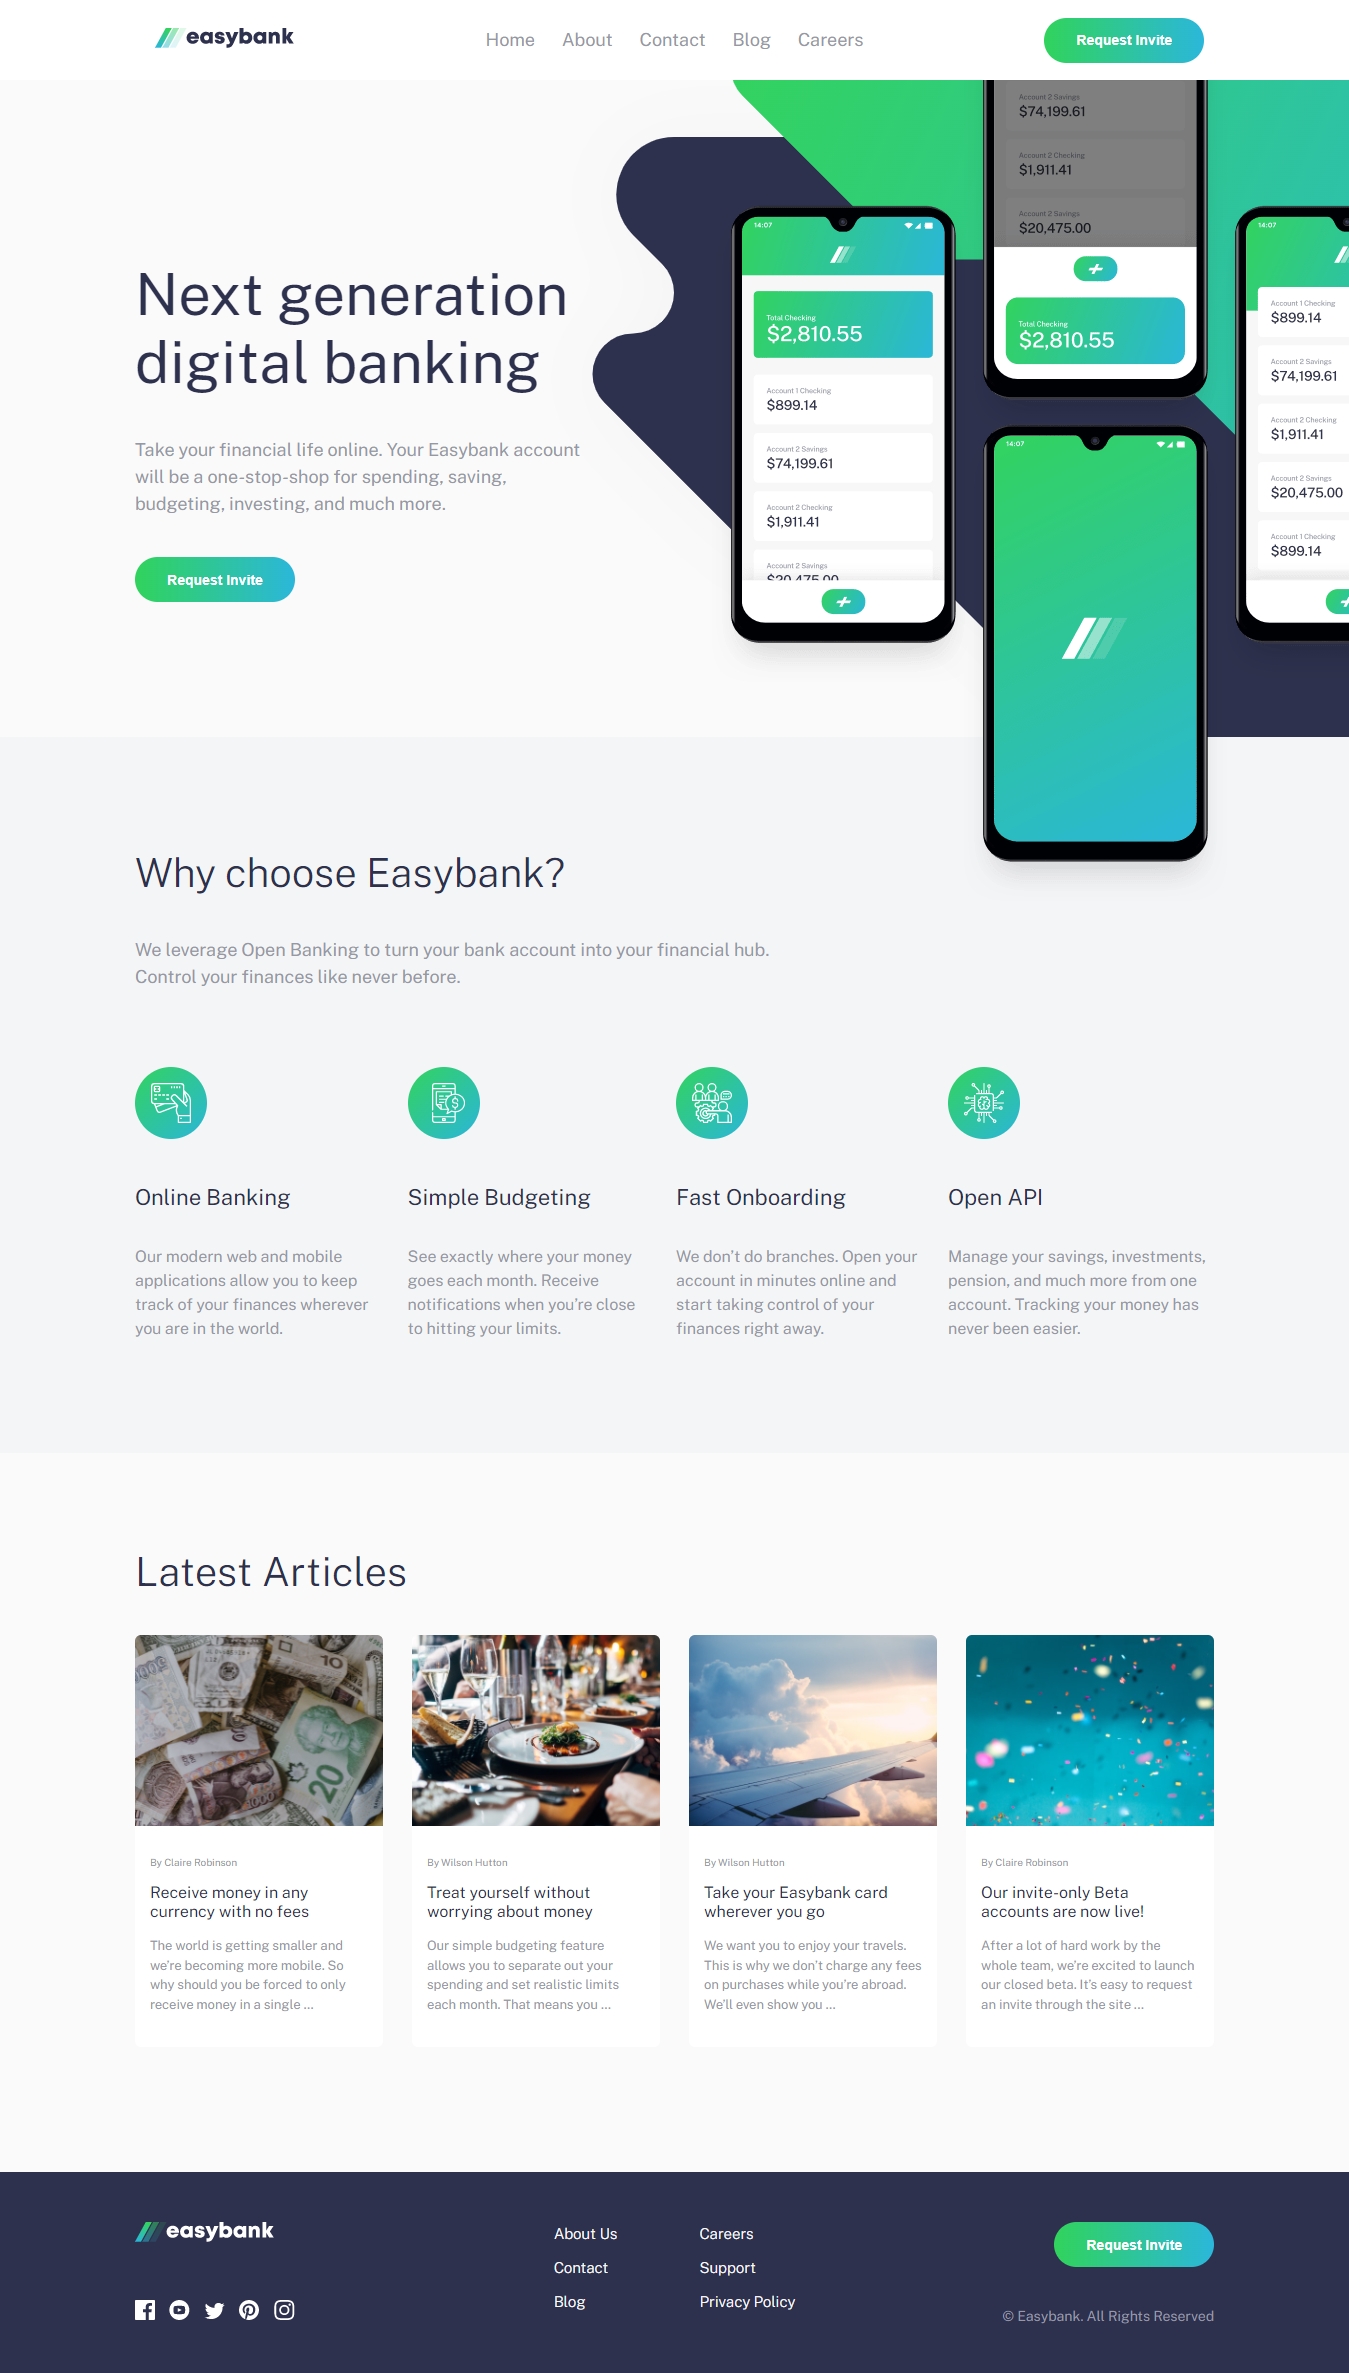 easybank
Home About Contact Blog Careers
Request Invite
Next generation
digital banking
Take your financial life online. Your Easybank account
will be a one-stop-shop for spending, saving,
budgeting, investing, and much more.
Request Invite
14:07
Total Checking
$2,810.55
Account 1 Checking
$899.14
Account 2 Savings
$74,199.61
Account 2 Checking
$1,911.41
Account 2 Savings
$20,475.00
Account 2 Savings
$74,199.61
Account 2 Checking
$1,911.41
Account 2 Savings
$20,475.00
Total Checking
$2,810.55
14:07
14:07
Account 1 Checking
$899.14
Account 2 Savings
$74,199.61
Account 2 Checking
$1,911.41
Account 2 Savings
$20,475.00
Account 1 Checking
$899.14
Why choose Easybank?
We leverage Open Banking to turn your bank account into your financial hub.
Control your finances like never before.
Online Banking
Our modern web and mobile
applications allow you to keep
track of your finances wherever
you are in the world.
Simple Budgeting
See exactly where your money
goes each month. Receive
notifications when you’re close
to hitting your limits.
Fast Onboarding
We don’t do branches. Open your
account in minutes online and
start taking control of your
finances right away.
Open API
Manage your savings, investments,
pension, and much more from one
account. Tracking your money has
never been easier.
Latest Articles
By Claire Robinson
Receive money in any
currency with no fees
The world is getting smaller and
we’re becoming more mobile. So
why should you be forced to only
receive money in a single …
By Wilson Hutton
Treat yourself without
worrying about money
Our simple budgeting feature
allows you to separate out your
spending and set realistic limits
each month. That means you …
By Wilson Hutton
Take your Easybank card
wherever you go
We want you to enjoy your travels.
This is why we don’t charge any fees
on purchases while you’re abroad.
We’ll even show you …
By Claire Robinson
Our invite-only Beta
accounts are now live!
After a lot of hard work by the
whole team, we’re excited to launch
our closed beta. It’s easy to request
an invite through the site …
easybank
About Us
Contact
Blog
Careers
Support
Privacy Policy
Request Invite
© Easybank. All Rights Reserved